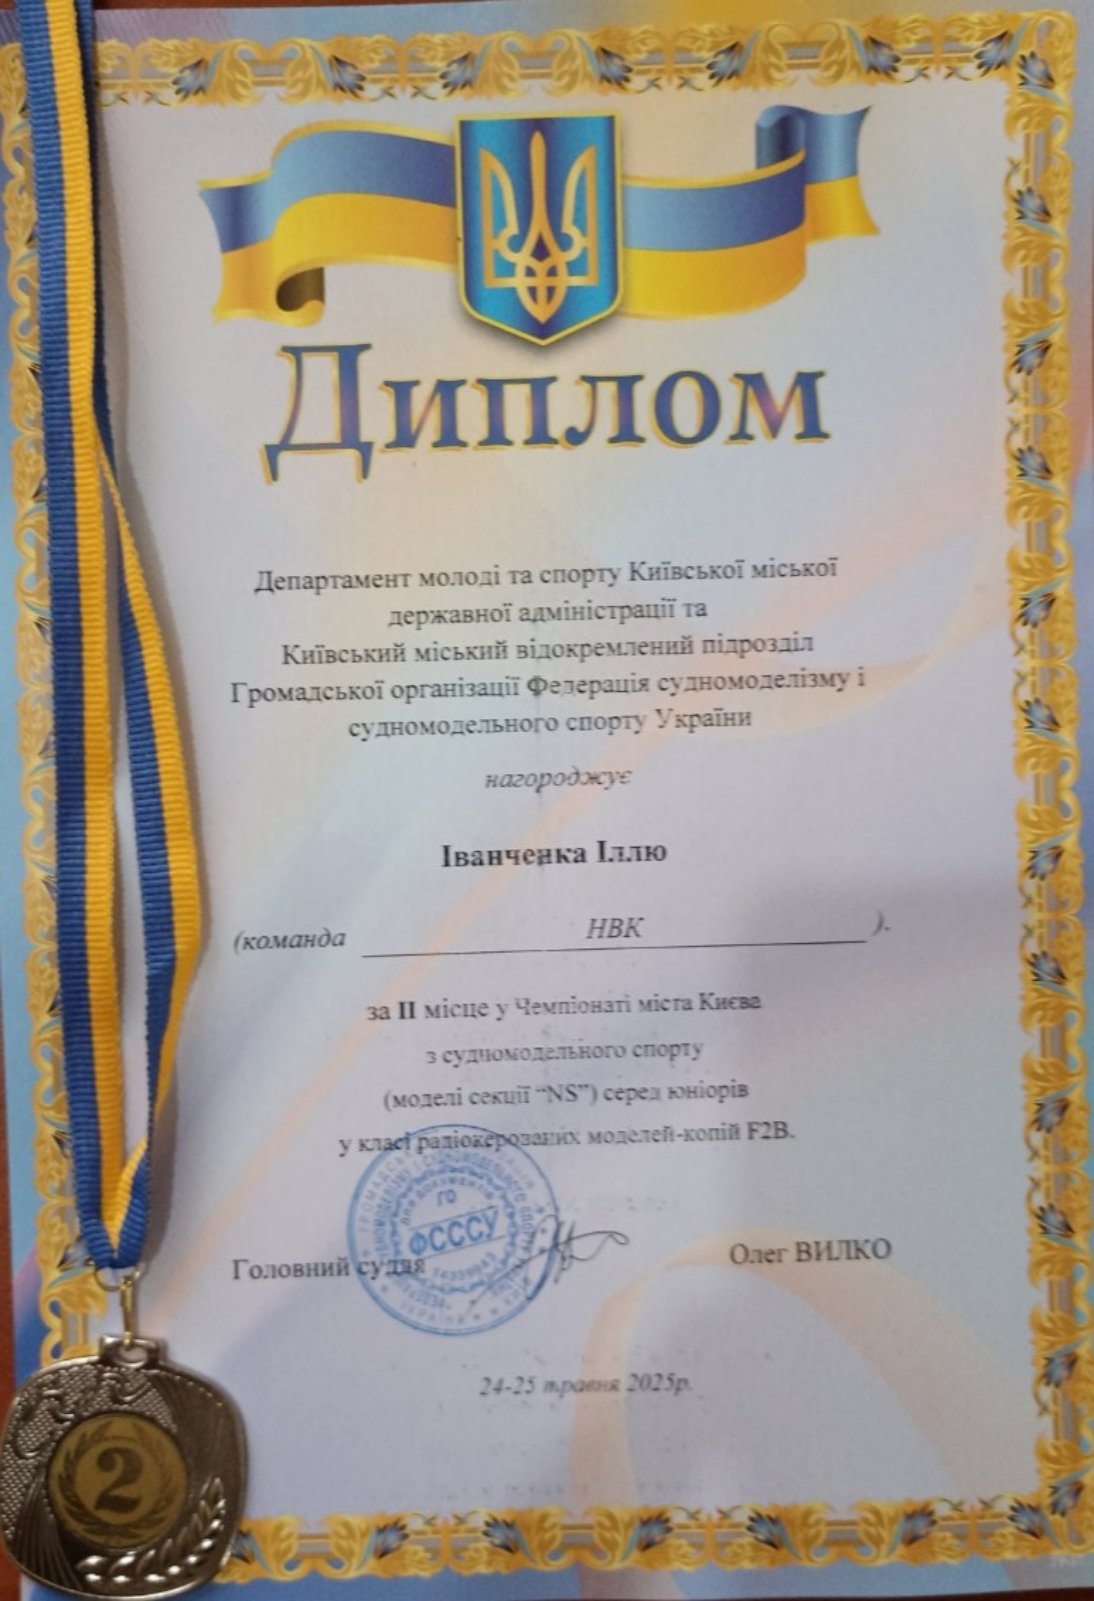 Диплом
Департамент молоді та спорту Київської міської
державної адміністрації та
Київський міський відокремлений підрозділ
Громадської організації Федерація судномоделізму і
судномодельного спорту України
нагороджує
Іванченка Іллю
(команда НВК ).
за ІІ місце у Чемпіонаті міста Києва
з судномодельного спорту
(моделі секції “NS”) серед юніорів
у класі радіокерованих моделей-копій F2B.
ГО
ФСССУ
Головний суддя Олег ВИЛКО
24-25 травня 2025р.
2